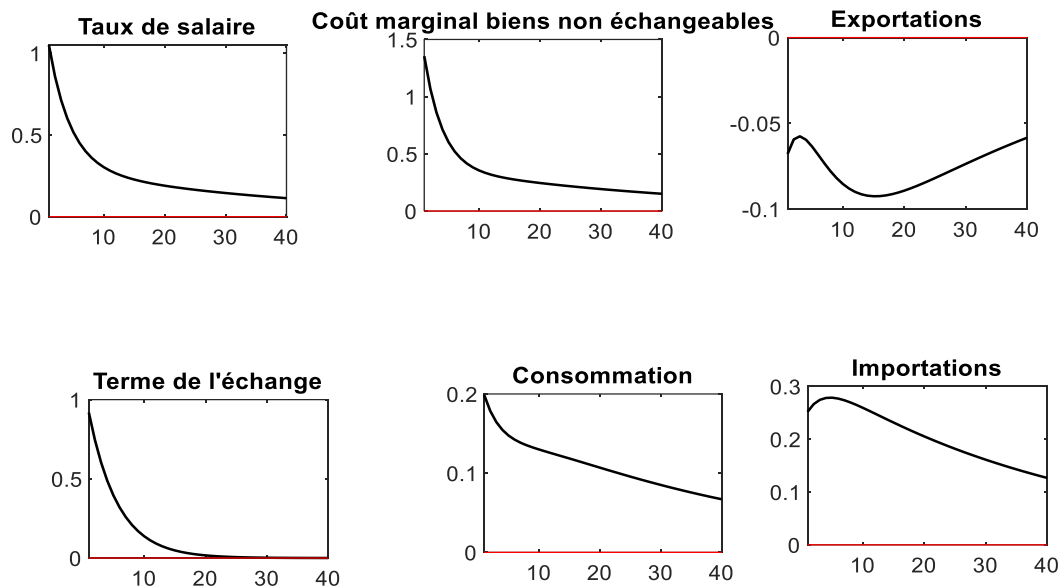 Taux de salaire
1
0.5
0
10 20 30 40
Coût marginal biens non échangeables
1.5
1
0.5
0
10 20 30 40
Exportations
0
-0.05
-0.1
10 20 30 40
Terme de l'échange
1
0.5
0
10 20 30 40
Consommation
0.2
0.1
0
10 20 30 40
Importations
0.3
0.2
0.1
0
10 20 30 40